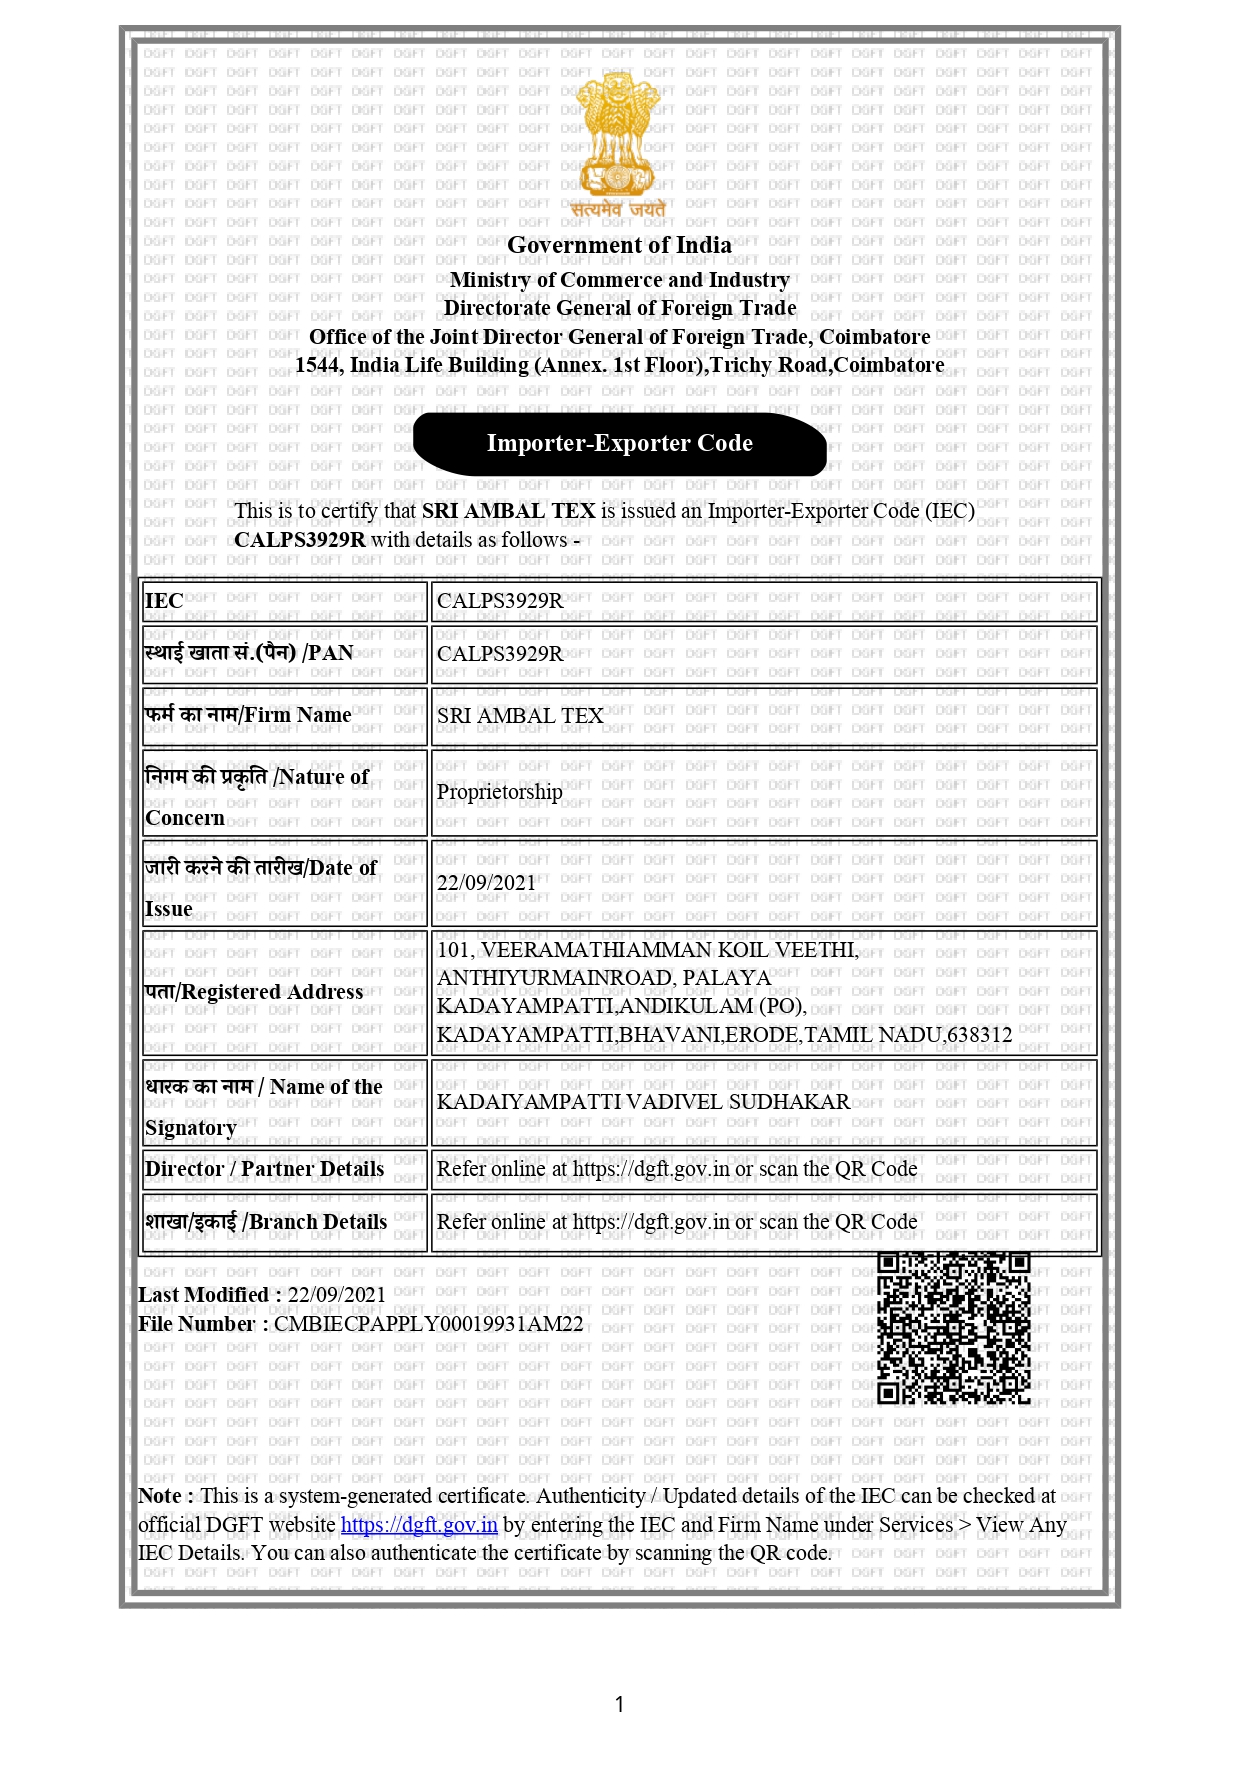 सत्यमेव जयते
Government of India
Ministry of Commerce and Industry
Directorate General of Foreign Trade
Office of the Joint Director General of Foreign Trade, Coimbatore
1544, India Life Building (Annex. 1st Floor),Trichy Road,Coimbatore
Importer-Exporter Code
This is to certify that SRI AMBAL TEX is issued an Importer-Exporter Code (IEC)
CALPS3929R with details as follows -
IEC CALPS3929R
स्थाई खाता सं.(पैन) /PAN CALPS3929R
फर्म का नाम/Firm Name SRI AMBAL TEX
निगम की प्रकृति /Nature of
Concern
Proprietorship
जारी करने की तारीख/Date of
Issue
22/09/2021
पता/Registered Address
101, VEERAMATHIAMMAN KOIL VEETHI,
ANTHIYURMAINROAD, PALAYA
KADAYAMPATTI,ANDIKULAM (PO),
KADAYAMPATTI,BHAVANI,ERODE,TAMIL NADU,638312
धारक का नाम / Name of the
Signatory
KADAIYAMPATTI VADIVEL SUDHAKAR
Director / Partner Details Refer online at https://dgft.gov.in or scan the QR Code
शाखा/इकाई /Branch Details Refer online at https://dgft.gov.in or scan the QR Code
Last Modified : 22/09/2021
File Number : CMBIECPAPPLY00019931AM22
Note : This is a system-generated certificate. Authenticity / Updated details of the IEC can be checked at
official DGFT website https://dgft.gov.in by entering the IEC and Firm Name under Services > View Any
IEC Details. You can also authenticate the certificate by scanning the QR code.
1